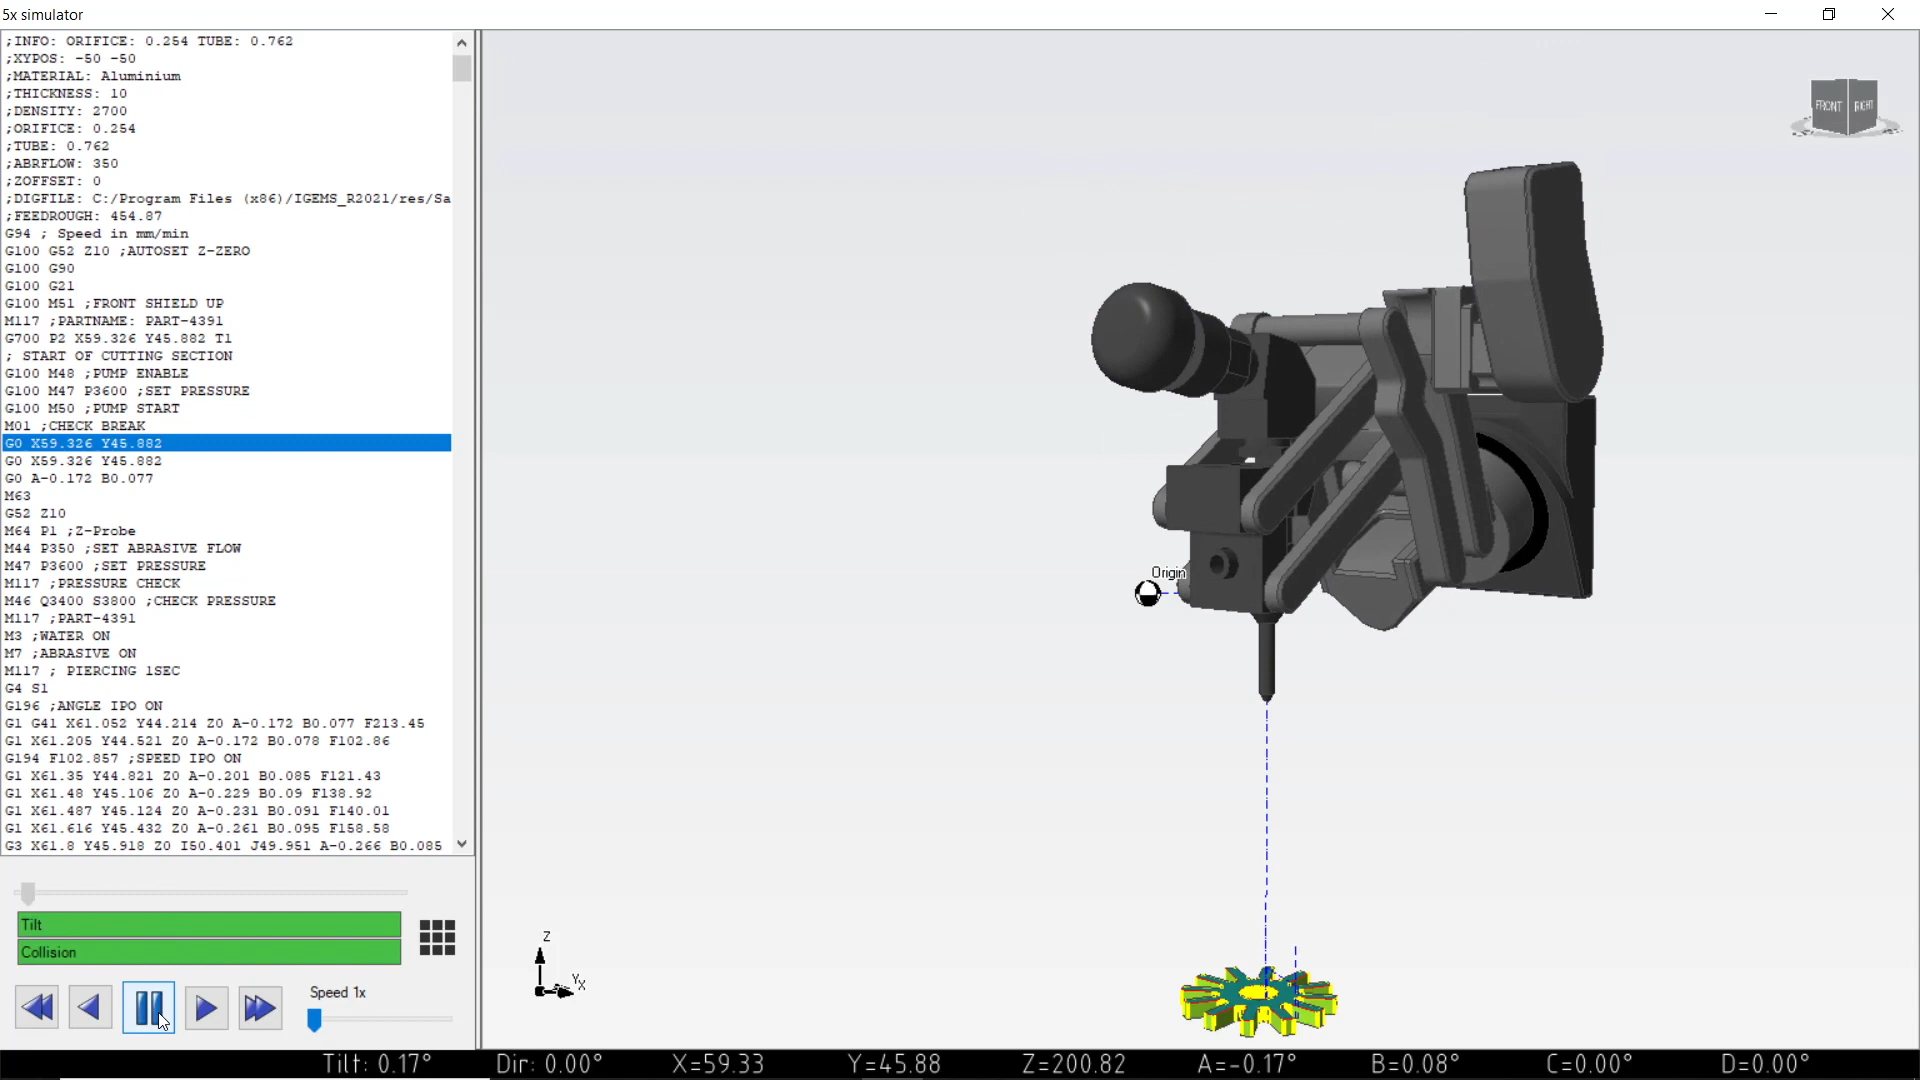 5x simulator
;INFO: ORIFICE: 0.254 TUBE: 0.762
;XYPOS: -50 -50
;MATERIAL: Aluminium
;THICKNESS: 10
;DENSITY: 2700
;ORIFICE: 0.254
;TUBE: 0.762
;ABRFLOW: 350
;ZOFFSET: 0
;DIGFILE: C:/Program Files (x86)/IGEMS_R2021/res/Sa
;FEEDROUGH: 454.87
G94 ; Speed in mm/min
G100 G52 Z10 ;AUTOSET Z-ZERO
G100 G90
G100 G21
G100 M51 ;FRONT SHIELD UP
M117 ;PARTNAME: PART-4391
G700 P2 X59.326 Y45.882 T1
; START OF CUTTING SECTION
G100 M48 ;PUMP ENABLE
G100 M47 P3600 ;SET PRESSURE
G100 M50 ;PUMP START
M01 ;CHECK BREAK
G0 X59.326 Y45.882
G0 X59.326 Y45.882
G0 A-0.172 B0.077
M63
G52 Z10
M64 P1 ;Z-Probe
M44 P350 ;SET ABRASIVE FLOW
M47 P3600 ;SET PRESSURE
M117 ;PRESSURE CHECK
M46 Q3400 S3800 ;CHECK PRESSURE
M117 ;PART-4391
M3 ;WATER ON
M7 ;ABRASIVE ON
M117 ; PIERCING 1SEC
G4 S1
G196 ;ANGLE IPO ON
G1 G41 X61.052 Y44.214 Z0 A-0.172 B0.077 F213.45
G1 X61.205 Y44.521 Z0 A-0.172 B0.078 F102.86
G194 F102.857 ;SPEED IPO ON
G1 X61.35 Y44.821 Z0 A-0.201 B0.085 F121.43
G1 X61.48 Y45.106 Z0 A-0.229 B0.09 F138.92
G1 X61.487 Y45.124 Z0 A-0.231 B0.091 F140.01
G1 X61.616 Y45.432 Z0 A-0.261 B0.095 F158.58
G3 X61.8 Y45.918 Z0 I50.401 J49.951 A-0.266 B0.085
Tilt
Collision
Speed 1x
FRONT RIGHT
Origin
Z
Y
X
Tilt: 0.17° Dir: 0.00° X=59.33 Y=45.88 Z=200.82 A=-0.17° B=0.08° C=0.00° D=0.00°